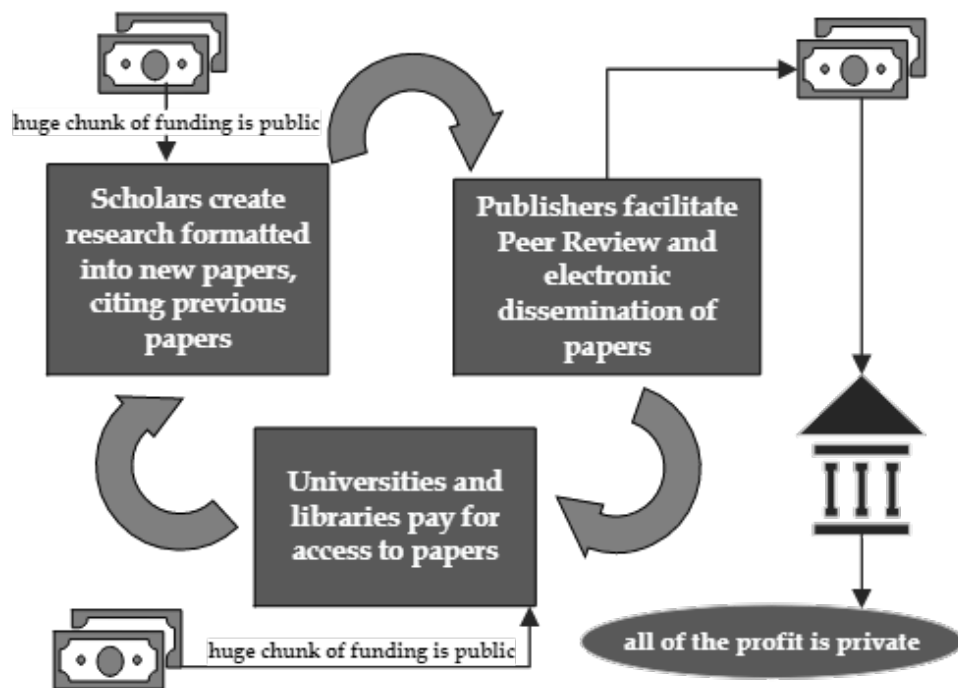 huge chunk of funding is public
Scholars create
research formatted
into new papers,
citing previous
papers
Publishers facilitate
Peer Review and
electronic
dissemination of
papers
Universities and
libraries pay for
access to papers
huge chunk of funding is public
all of the profit is private